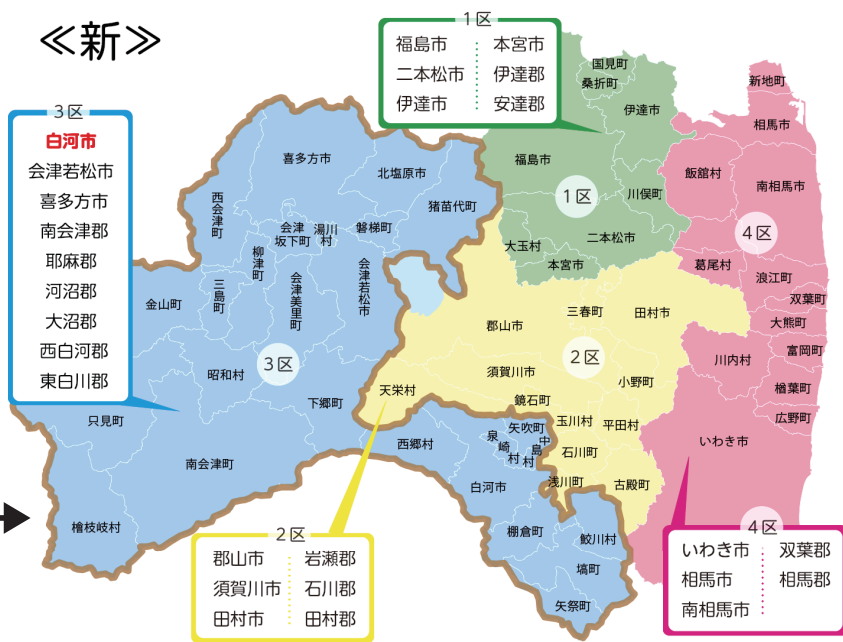 ≪新≫
1区
福島市 本宮市
二本松市 伊達郡
伊達市 安達郡
3区
白河市
会津若松市
喜多方市
南会津郡
耶麻郡
河沼郡
大沼郡
西白河郡
東白川郡
国見町
桑折町
伊達市
福島市
1区
川俣町
二本松市
大玉村
本宮市
新地町
相馬市
飯舘村
南相馬市
4区
葛尾村
浪江町
双葉町
大熊町
富岡町
川内村
楢葉町
広野町
いわき市
喜多方市
北塩原市
猪苗代町
西会津町
会津坂下町
湯川村
磐梯町
柳津町
会津若松市
三島町
会津美里町
金山町
3区
昭和村
下郷町
只見町
南会津町
檜枝岐村
郡山市
三春町
田村市
2区
須賀川市
小野町
天栄村
鏡石町
玉川村
平田村
石川町
浅川町
古殿町
西郷村
矢吹町
泉崎村
中島村
白河市
棚倉町
鮫川村
塙町
矢祭町
2区
郡山市 岩瀬郡
須賀川市 石川郡
田村市 田村郡
4区
いわき市 双葉郡
相馬市 相馬郡
南相馬市